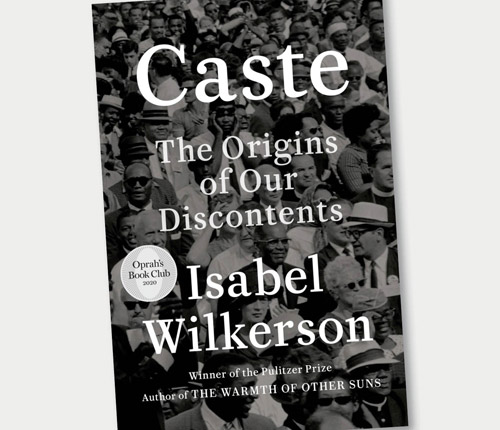 Caste
The Origins
of Our
Discontents
Oprah's
Book Club
2020
Isabel
Wilkerson
Winner of the Pulitzer Prize
Author of THE WARMTH OF OTHER SUNS